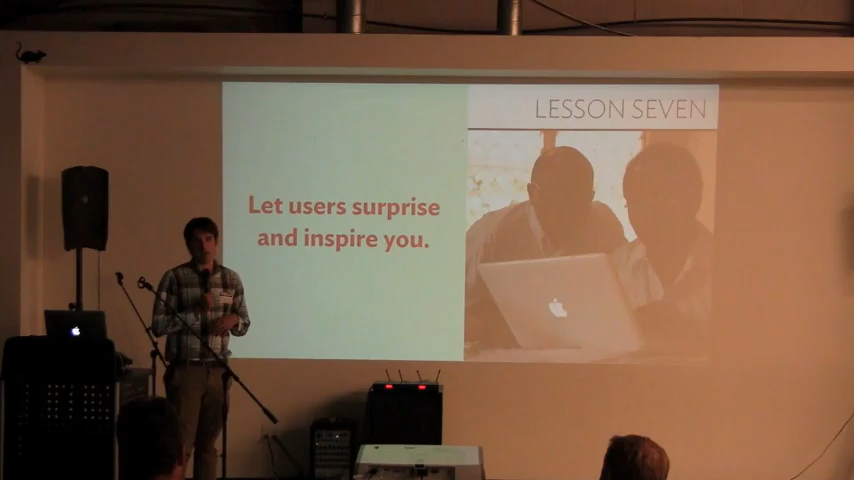 LESSON SEVEN
Let users surprise
and inspire you.